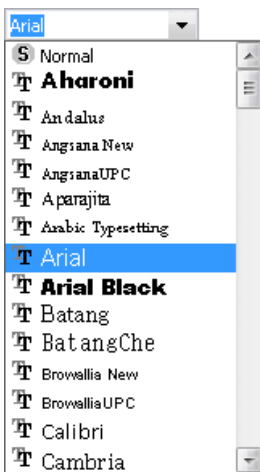 Arial
S Normal
Aharoni
Andalus
Angsana New
AngsanaUPC
Aparajita
Arabic Typesetting
Arial
Arial Black
Batang
BatangChe
Browallia New
BrowalliaUPC
Calibri
Cambria